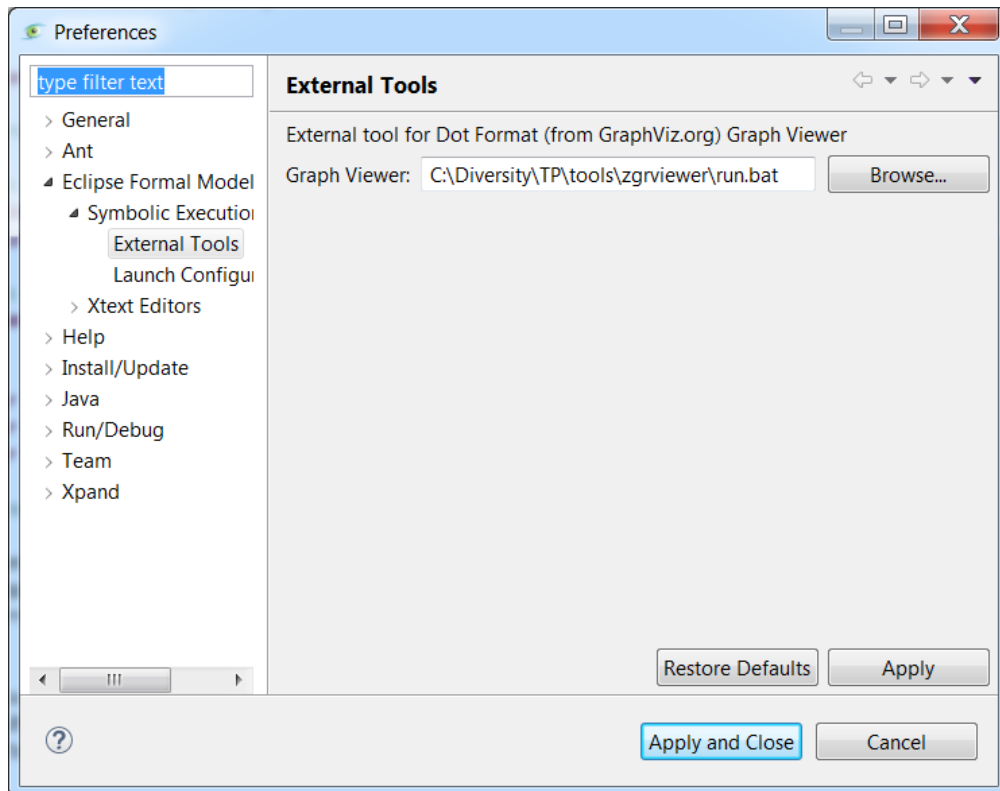 Preferences
type filter text
General
Ant
Eclipse Formal Model
Symbolic Execution
External Tools
Launch Configu
Xtext Editors
Help
Install/Update
Java
Run/Debug
Team
Xpand
External Tools
External tool for Dot Format (from GraphViz.org) Graph Viewer
Graph Viewer: C:\Diversity\TP\tools\zgrviewer\run.bat Browse...
Restore Defaults Apply
? Apply and Close Cancel